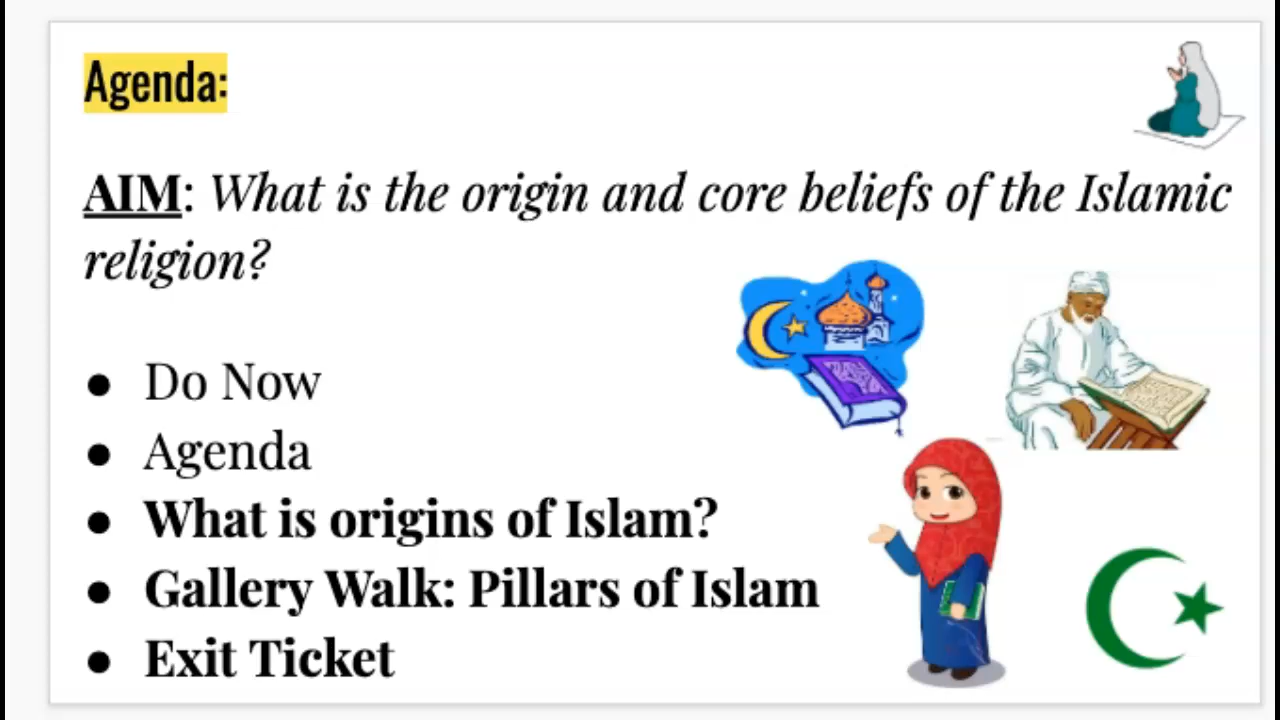 Agenda:
AIM: What is the origin and core beliefs of the Islamic
religion?
● Do Now
● Agenda
● What is origins of Islam?
● Gallery Walk: Pillars of Islam
● Exit Ticket